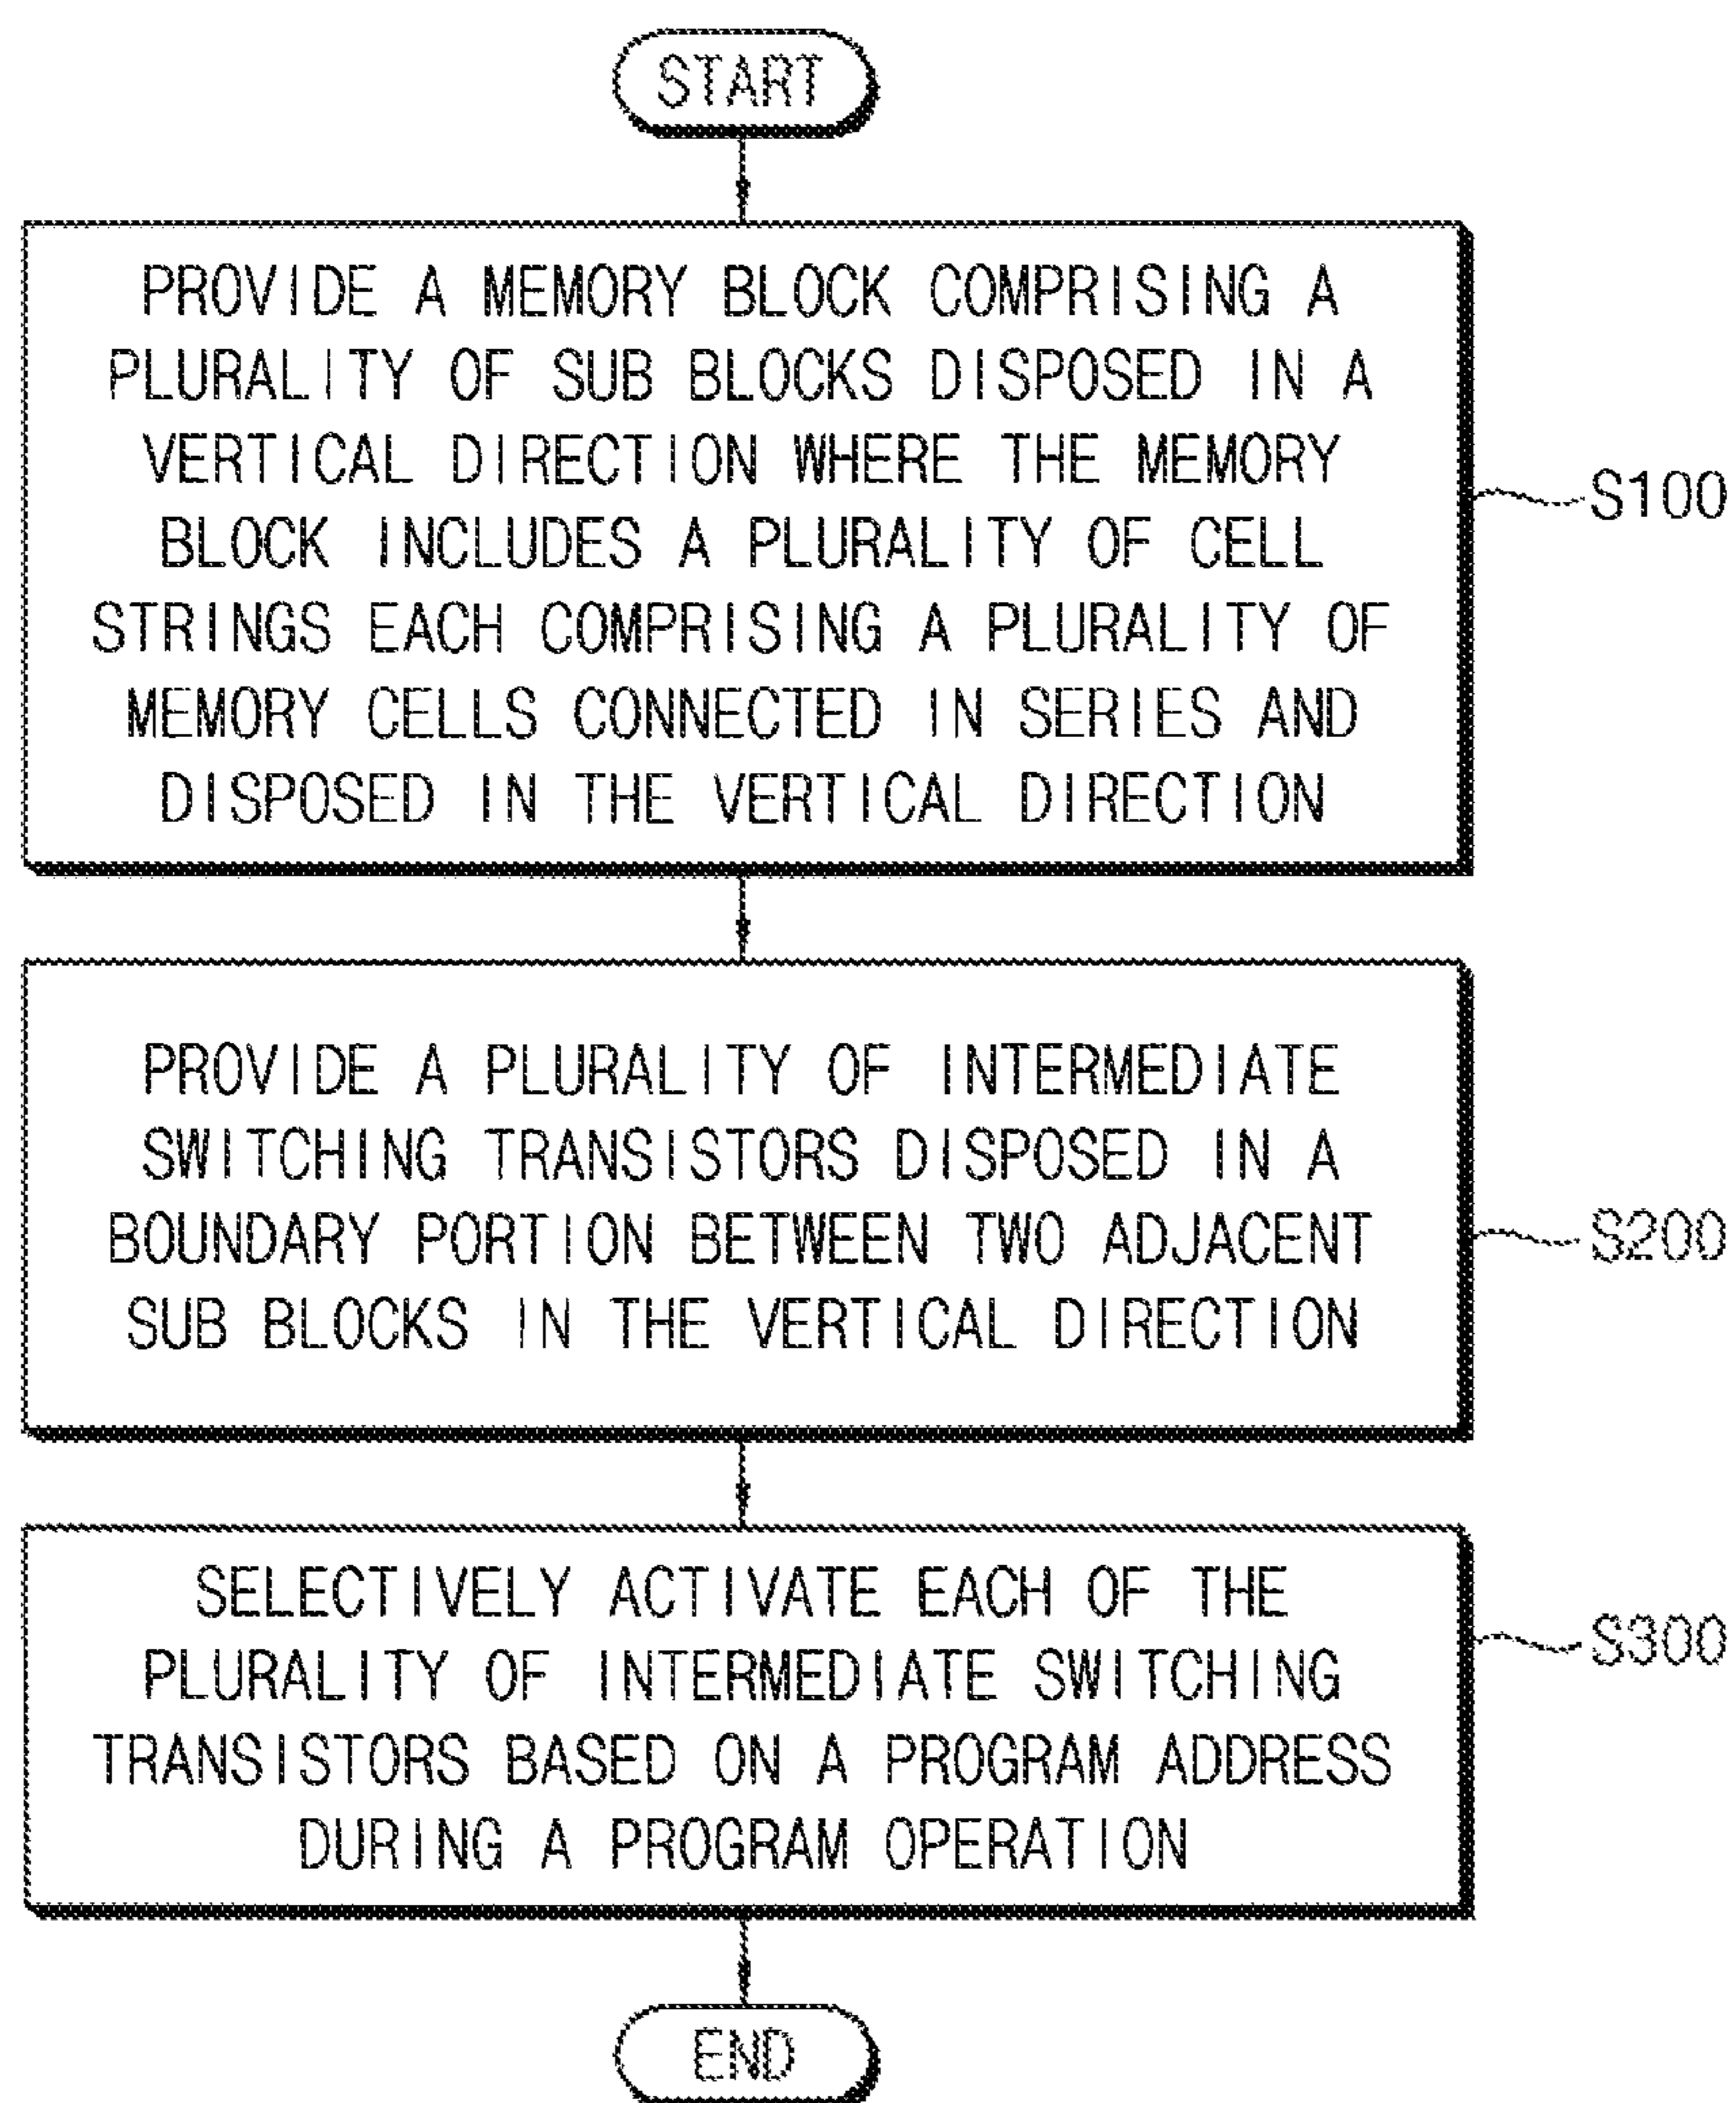 START
PROVIDE A MEMORY BLOCK COMPRISING A
PLURALITY OF SUB BLOCKS DISPOSED IN A
VERTICAL DIRECTION WHERE THE MEMORY
BLOCK INCLUDES A PLURALITY OF CELL
STRINGS EACH COMPRISING A PLURALITY OF
MEMORY CELLS CONNECTED IN SERIES AND
DISPOSED IN THE VERTICAL DIRECTION
S100
PROVIDE A PLURALITY OF INTERMEDIATE
SWITCHING TRANSISTORS DISPOSED IN A
BOUNDARY PORTION BETWEEN TWO ADJACENT
SUB BLOCKS IN THE VERTICAL DIRECTION
S200
SELECTIVELY ACTIVATE EACH OF THE
PLURALITY OF INTERMEDIATE SWITCHING
TRANSISTORS BASED ON A PROGRAM ADDRESS
DURING A PROGRAM OPERATION
S300
END